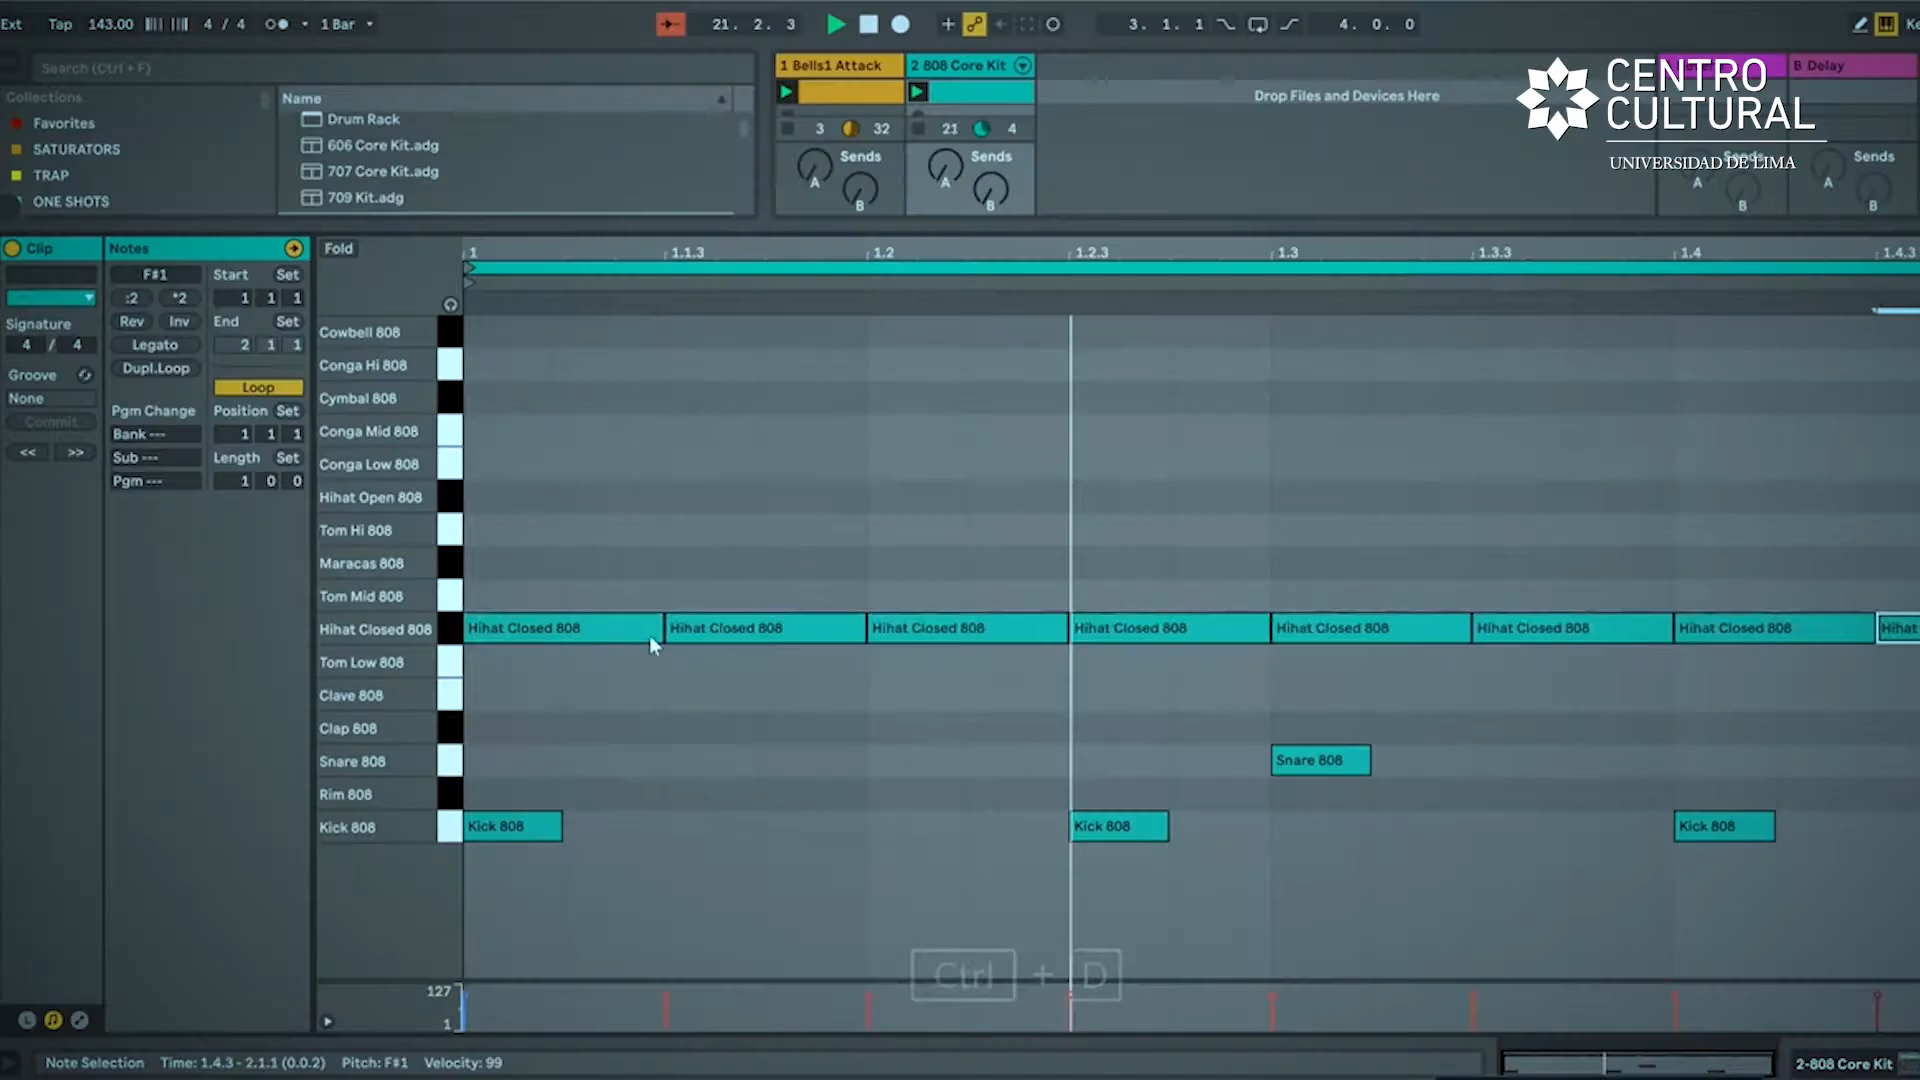 Ext Tap 143.00 4 / 4 1 Bar 21. 2. 3 3. 1. 1 4. 0. 0
Search (Ctrl + F)
Collections
Favorites
SATURATORS
TRAP
ONE SHOTS
Name
Drum Rack
606 Core Kit.adg
707 Core Kit.adg
709 Kit.adg
1 Bells1 Attack
2 808 Core Kit
3 32
21 4
Sends
A
B
Sends
A
B
Drop Files and Devices Here
B Delay
Sends
A
B
Sends
A
B
CENTRO
CULTURAL
UNIVERSIDAD DE LIMA
Clip
Signature
4 / 4
Groove
None
Commit
<< >>
Notes
F#1
:2 *2
Rev Inv
Legato
Dupl.Loop
Pgm Change
Bank ---
Sub ---
Pgm ---
Start Set
1 1 1
End Set
2 1 1
Loop
Position Set
1 1 1
Length Set
1 0 0
Fold
1 1.1.3 1.2 1.2.3 1.3 1.3.3 1.4 1.4.3
Cowbell 808
Conga Hi 808
Cymbal 808
Conga Mid 808
Conga Low 808
Hihat Open 808
Tom Hi 808
Maracas 808
Tom Mid 808
Hihat Closed 808 Hihat Closed 808 Hihat Closed 808 Hihat Closed 808 Hihat Closed 808 Hihat Closed 808 Hihat Closed 808 Hihat Closed 808 Hihat
Tom Low 808
Clave 808
Clap 808
Snare 808 Snare 808
Rim 808
Kick 808 Kick 808 Kick 808 Kick 808
Ctrl + D
127
1
Note Selection Time: 1.4.3 - 2.1.1 (0.0.2) Pitch: F#1 Velocity: 99
2-808 Core Kit